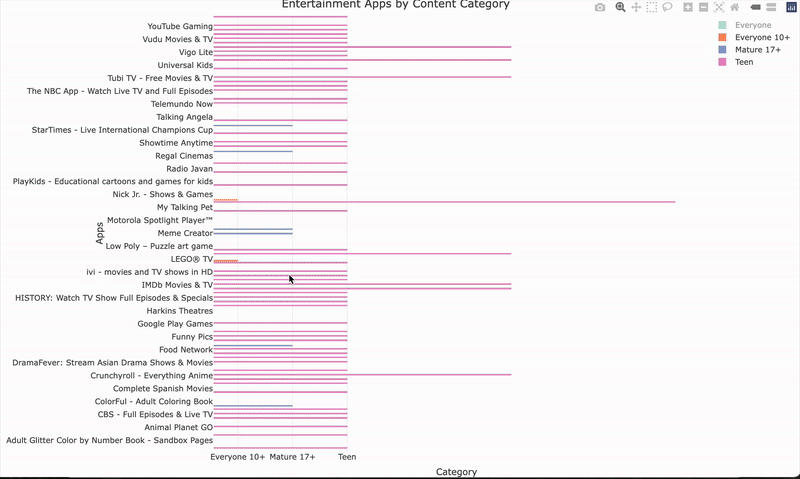 Entertainment Apps by Content Category
Everyone
Everyone 10+
Mature 17+
Teen
YouTube Gaming
Vudu Movies & TV
Vigo Lite
Universal Kids
Tubi TV - Free Movies & TV
The NBC App - Watch Live TV and Full Episodes
Telemundo Now
Talking Angela
StarTimes - Live International Champions Cup
Showtime Anytime
Regal Cinemas
Radio Javan
PlayKids - Educational cartoons and games for kids
Nick Jr. - Shows & Games
My Talking Pet
Motorola Spotlight Player™
Meme Creator
Low Poly – Puzzle art game
LEGO® TV
ivi - movies and TV shows in HD
IMDb Movies & TV
HISTORY: Watch TV Show Full Episodes & Specials
Harkins Theatres
Google Play Games
Funny Pics
Food Network
DramaFever: Stream Asian Drama Shows & Movies
Crunchyroll - Everything Anime
Complete Spanish Movies
ColorFul - Adult Coloring Book
CBS - Full Episodes & Live TV
Animal Planet GO
Adult Glitter Color by Number Book - Sandbox Pages
Apps
Everyone 10+ Mature 17+ Teen
Category